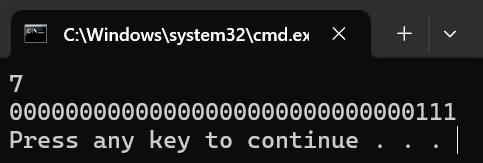 C:\Windows\system32\cmd.ex
7
00000000000000000000000000000111
Press any key to continue . . .